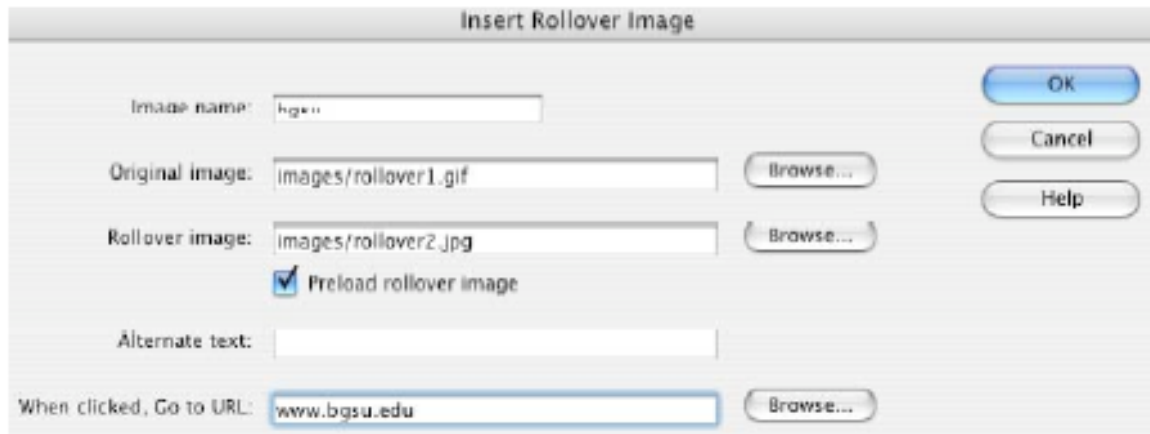 Insert Rollover Image
Image name: bgsu
OK
Cancel
Original image: images/rollover1.gif Browse...
Help
Rollover image: images/rollover2.jpg Browse...
Preload rollover image
Alternate text:
When clicked, Go to URL: www.bgsu.edu Browse...